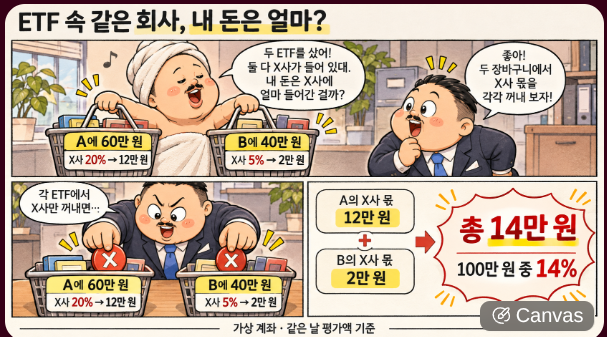 ETF 속 같은 회사, 내 돈은 얼마?
두 ETF를 샀어!
둘 다 X사가 들어 있대.
내 돈은 X사에
얼마 들어간 걸까?
좋아!
두 장바구니에서
X사 몫을
각각 꺼내 보자!
A에 60만 원
X사 20% → 12만 원
B에 40만 원
X사 5% → 2만 원
각 ETF에서
X사만 꺼내면…
X
X
A에 60만 원
X사 20% → 12만 원
B에 40만 원
X사 5% → 2만 원
A의 X사 몫
12만 원
+
B의 X사 몫
2만 원
총 14만 원
100만 원 중 14%
가상 계좌 · 같은 날 평가액 기준
Canvas